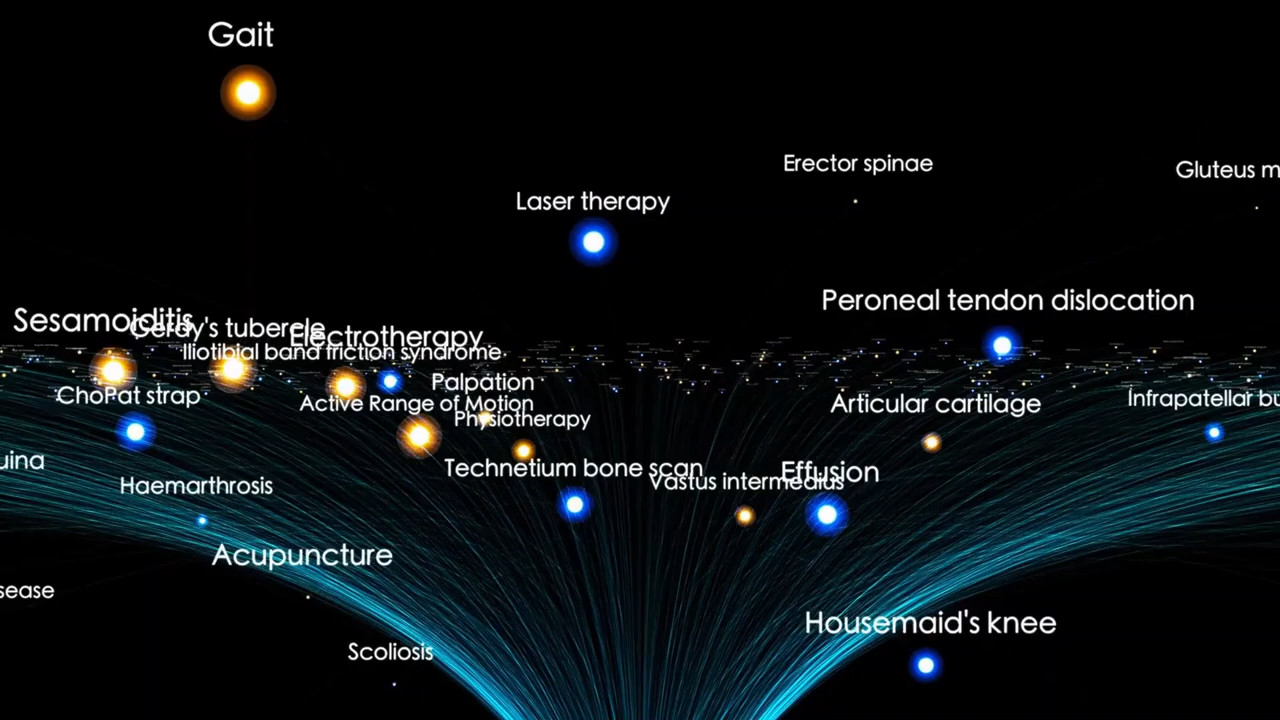 Gait
Erector spinae
Gluteus m
Laser therapy
Peroneal tendon dislocation
Sesamoiditis
Gerdy's tubercle
Electrotherapy
Iliotibial band friction syndrome
Palpation
ChoPat strap
Active Range of Motion
Articular cartilage
Infrapatellar bu
Physiotherapy
uina
Technetium bone scan
Effusion
Vastus intermedius
Haemarthrosis
Acupuncture
sease
Housemaid's knee
Scoliosis